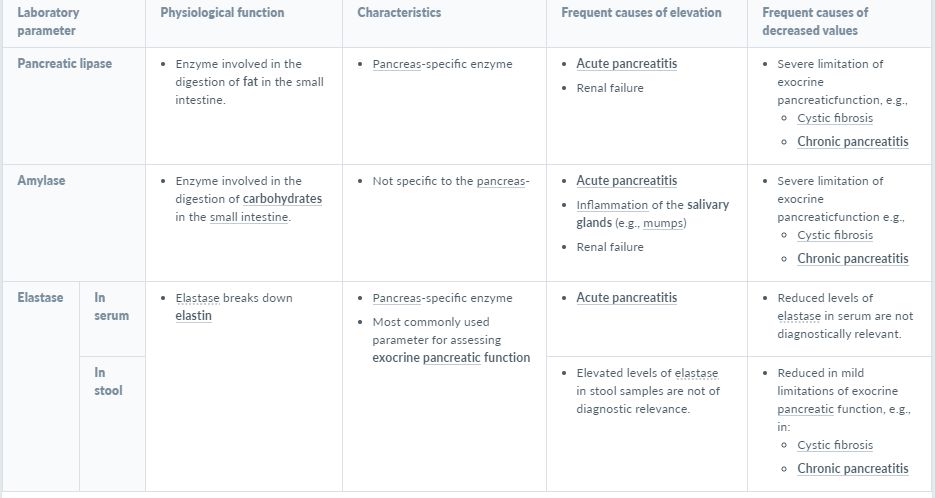 Laboratory
parameter
Physiological function
Characteristics
Frequent causes of elevation
Frequent causes of
decreased values
Pancreatic lipase
• Enzyme involved in the
digestion of fat in the small
intestine.
• Pancreas-specific enzyme
• Acute pancreatitis
• Renal failure
• Severe limitation of
exocrine
pancreaticfunction, e.g.,
○ Cystic fibrosis
○ Chronic pancreatitis
Amylase
• Enzyme involved in the
digestion of carbohydrates
in the small intestine.
• Not specific to the pancreas-
• Acute pancreatitis
• Inflammation of the salivary
glands (e.g., mumps)
• Renal failure
• Severe limitation of
exocrine
pancreaticfunction e.g.,
○ Cystic fibrosis
○ Chronic pancreatitis
Elastase
In
serum
• Elastase breaks down
elastin
• Pancreas-specific enzyme
• Most commonly used
parameter for assessing
exocrine pancreatic function
• Acute pancreatitis
• Reduced levels of
elastase in serum are not
diagnostically relevant.
In
stool
• Elevated levels of elastase
in stool samples are not of
diagnostic relevance.
• Reduced in mild
limitations of exocrine
pancreatic function, e.g.,
in:
○ Cystic fibrosis
○ Chronic pancreatitis